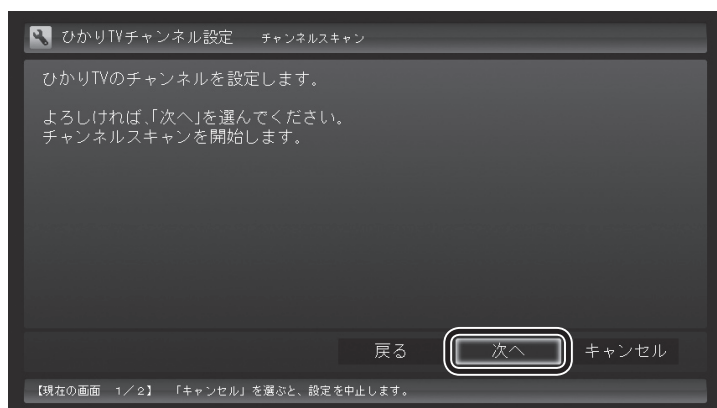 ひかりTVチャンネル設定 チャンネルスキャン
ひかりTVのチャンネルを設定します。
よろしければ、「次へ」を選んでください。
チャンネルスキャンを開始します。
戻る 次へ キャンセル
【現在の画面 1/2】 「キャンセル」を選ぶと、設定を中止します。